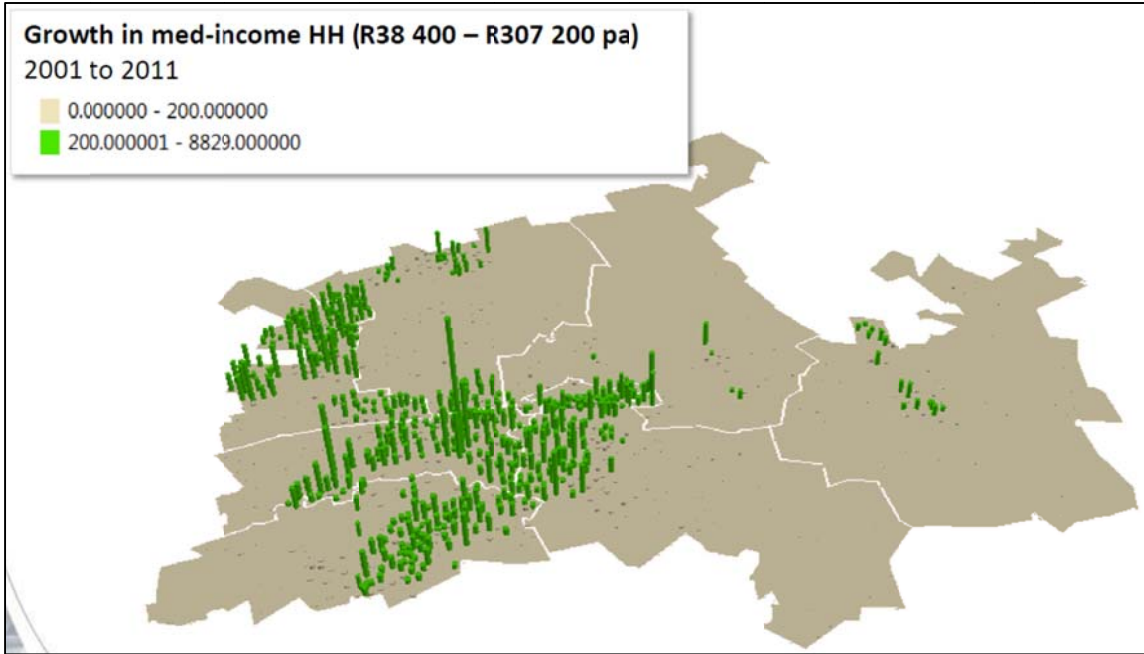 Growth in med-income HH (R38 400 – R307 200 pa)
2001 to 2011
0.000000 - 200.000000
200.000001 - 8829.000000